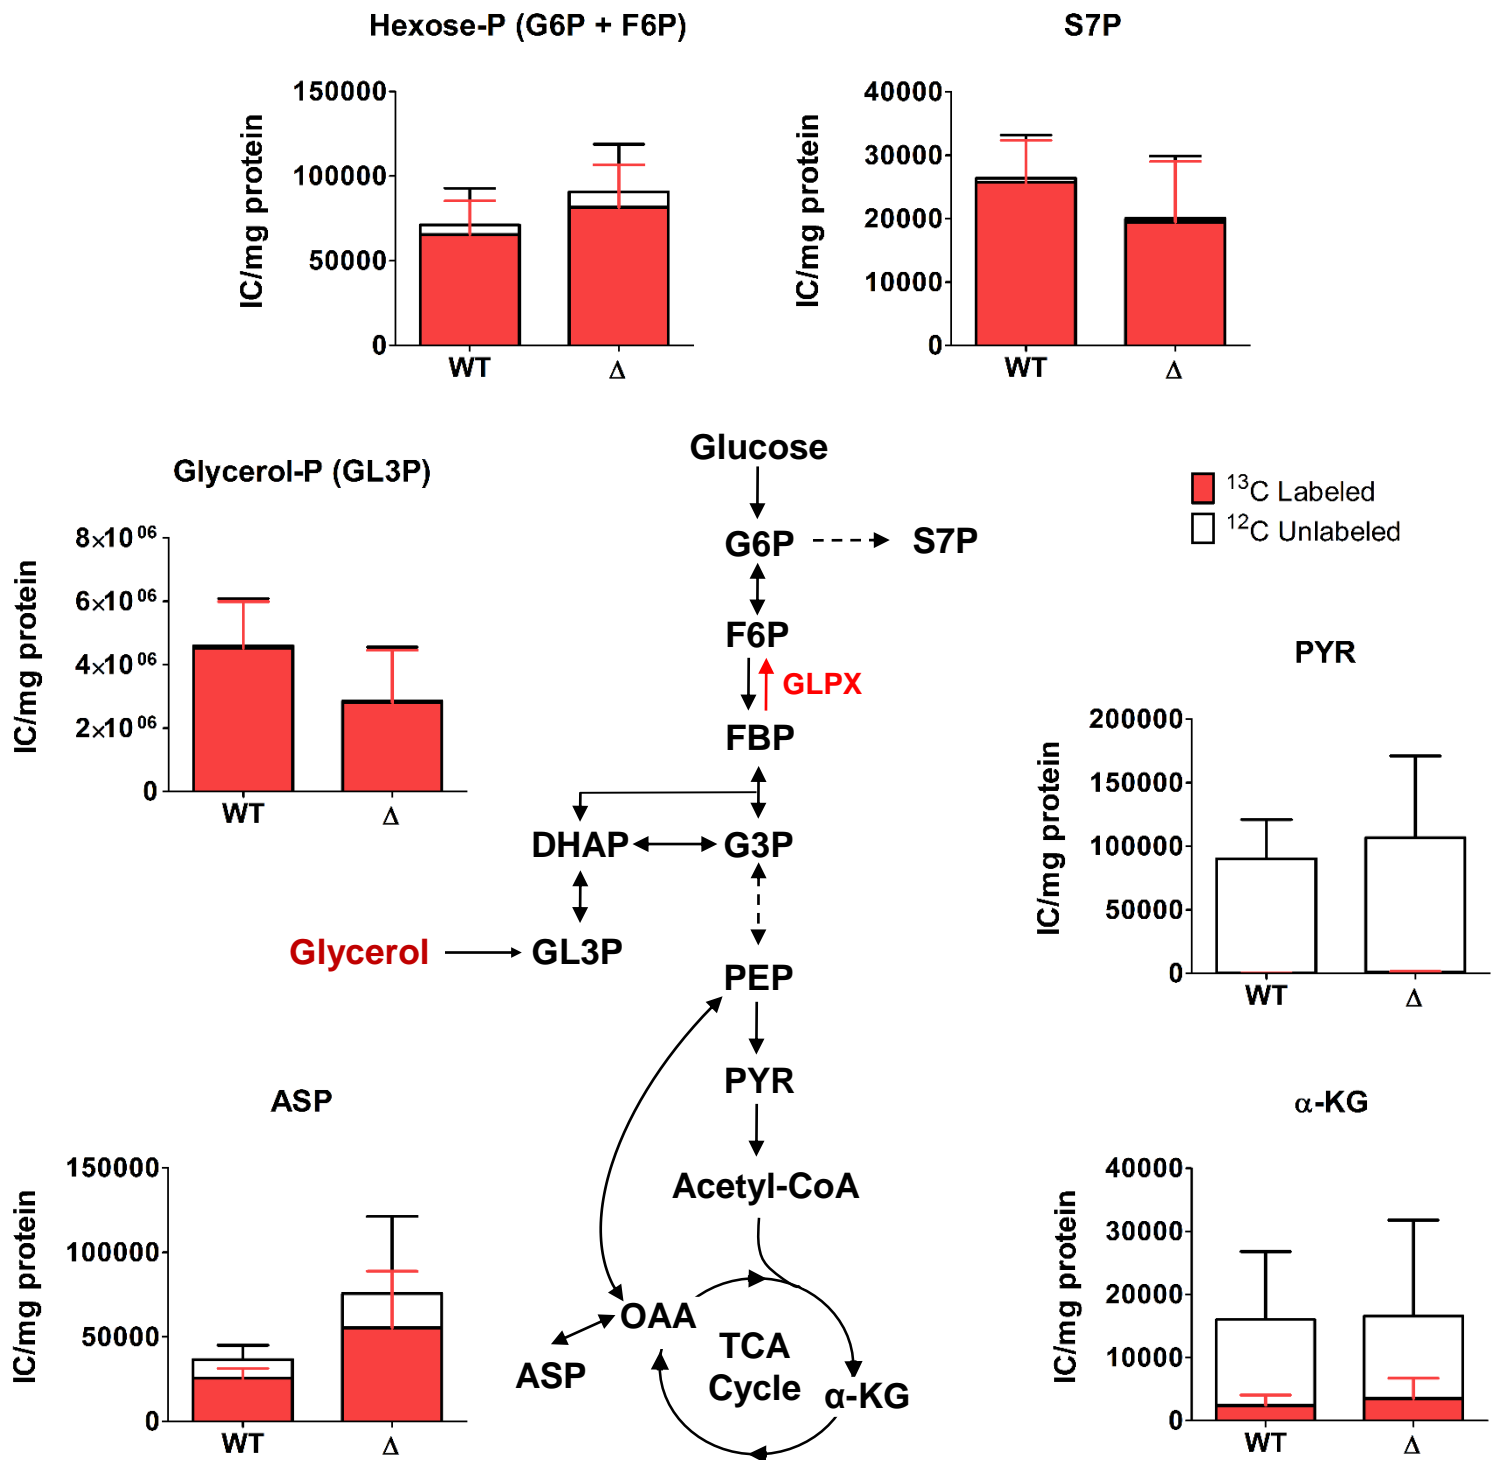 Hexose-P (G6P + F6P)
IC/mg protein
150000
100000
50000
0
WT
Δ
S7P
IC/mg protein
40000
30000
20000
10000
0
WT
Δ
Glycerol-P (GL3P)
IC/mg protein
8×10⁰⁶
6×10⁰⁶
4×10⁰⁶
2×10⁰⁶
0
WT
Δ
Glucose
G6P
S7P
F6P
GLPX
FBP
DHAP
G3P
Glycerol
GL3P
PEP
PYR
Acetyl-CoA
OAA
TCA
Cycle
ASP
α-KG
¹³C Labeled
¹²C Unlabeled
PYR
IC/mg protein
200000
150000
100000
50000
0
WT
Δ
ASP
IC/mg protein
150000
100000
50000
0
WT
Δ
α-KG
IC/mg protein
40000
30000
20000
10000
0
WT
Δ